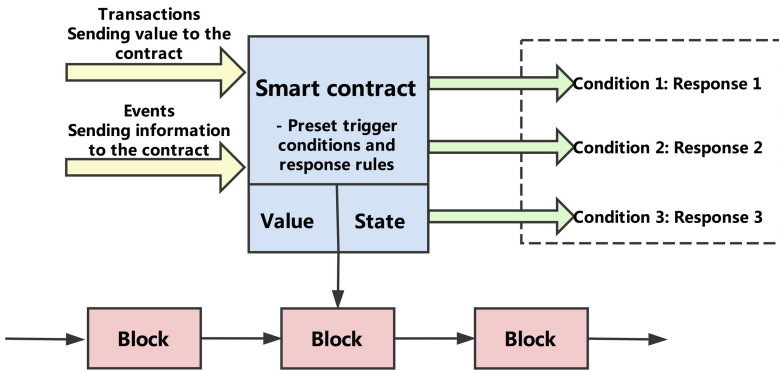 Transactions
Sending value to the
contract
Events
Sending information
to the contract
Smart contract
- Preset trigger
conditions and
response rules
Value
State
Condition 1: Response 1
Condition 2: Response 2
Condition 3: Response 3
Block
Block
Block